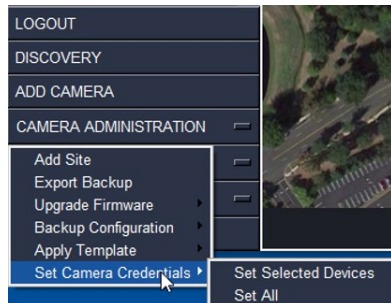 LOGOUT
DISCOVERY
ADD CAMERA
CAMERA ADMINISTRATION
Add Site
Export Backup
Upgrade Firmware
Backup Configuration
Apply Template
Set Camera Credentials
Set Selected Devices
Set All